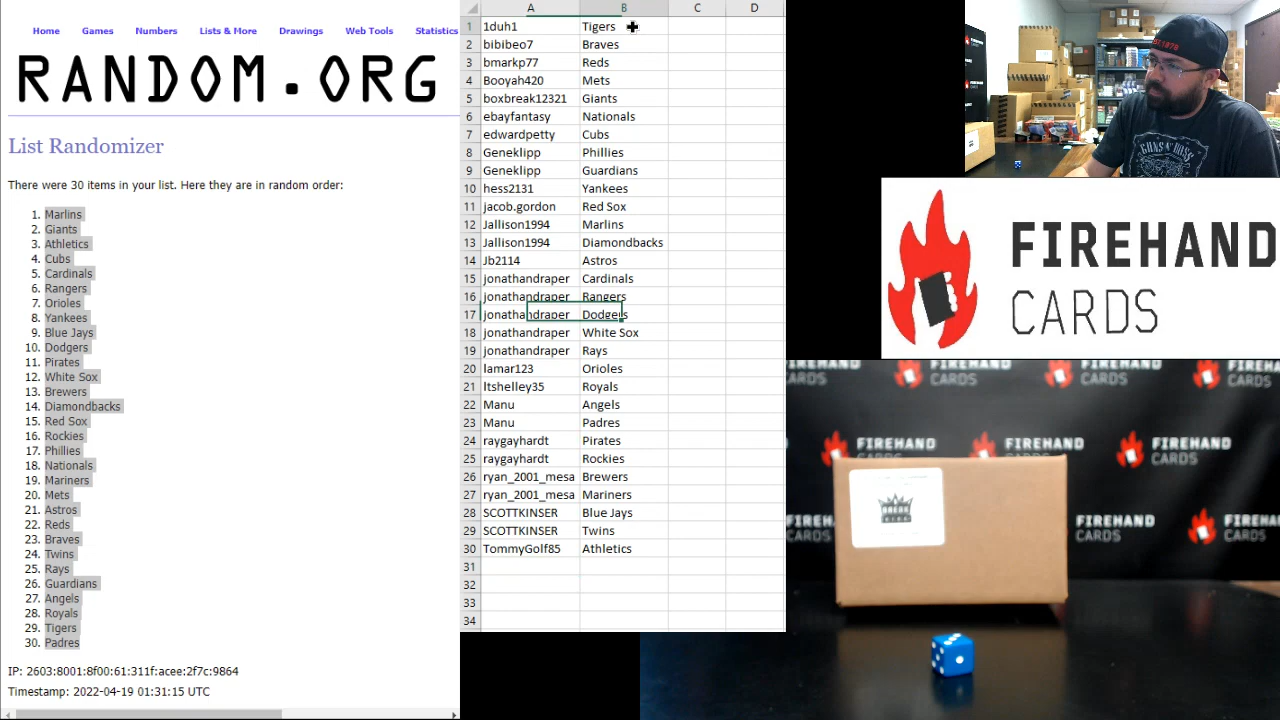 Home Games Numbers Lists & More Drawings Web Tools Statistics
RANDOM.ORG
List Randomizer
There were 30 items in your list. Here they are in random order:
1. Marlins
2. Giants
3. Athletics
4. Cubs
5. Cardinals
6. Rangers
7. Orioles
8. Yankees
9. Blue Jays
10. Dodgers
11. Pirates
12. White Sox
13. Brewers
14. Diamondbacks
15. Red Sox
16. Rockies
17. Phillies
18. Nationals
19. Mariners
20. Mets
21. Astros
22. Reds
23. Braves
24. Twins
25. Rays
26. Guardians
27. Angels
28. Royals
29. Tigers
30. Padres
IP: 2603:8001:8f00:61:311f:acee:2f7c:9864
Timestamp: 2022-04-19 01:31:15 UTC
A B C D
1 1duh1 Tigers
2 bibibeo7 Braves
3 bmarkp77 Reds
4 Booyah420 Mets
5 boxbreak12321 Giants
6 ebayfantasy Nationals
7 edwardpetty Cubs
8 Geneklipp Phillies
9 Geneklipp Guardians
10 hess2131 Yankees
11 jacob.gordon Red Sox
12 Jallison1994 Marlins
13 Jallison1994 Diamondbacks
14 Jb2114 Astros
15 jonathandraper Cardinals
16 jonathandraper Rangers
17 jonathandraper Dodgers
18 jonathandraper White Sox
19 jonathandraper Rays
20 lamar123 Orioles
21 ltshelley35 Royals
22 Manu Angels
23 Manu Padres
24 raygayhardt Pirates
25 raygayhardt Rockies
26 ryan_2001_mesa Brewers
27 ryan_2001_mesa Mariners
28 SCOTTKINSER Blue Jays
29 SCOTTKINSER Twins
30 TommyGolf85 Athletics
31
32
33
34
GUNS N' ROSES
FIREHAND
CARDS
FIREHAND
CARDS
FIREHAND
CARDS
FIREHAND
CARDS
FIREHAND
CARDS
BREAK
KING